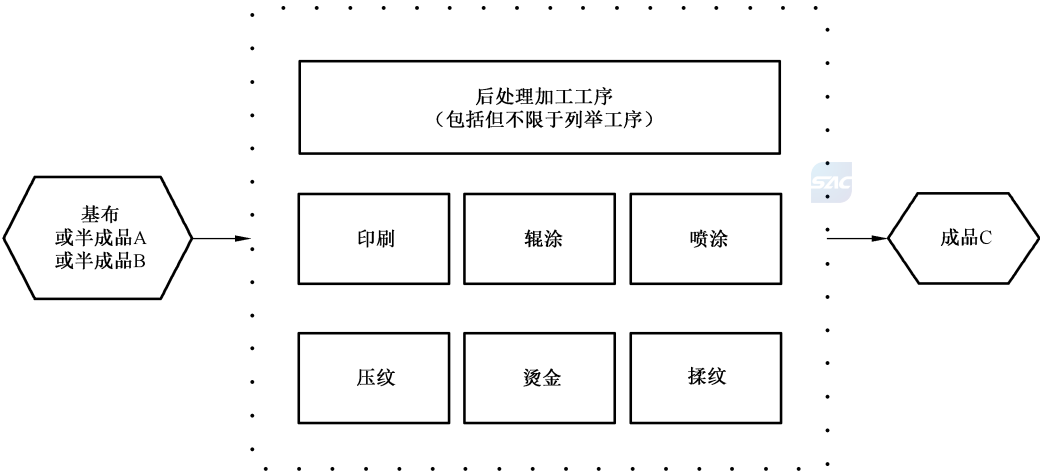 后处理加工工序
（包括但不限于列举工序）
基布
或半成品A
或半成品B
印刷
辊涂
喷涂
成品C
压纹
烫金
揉纹
SAC